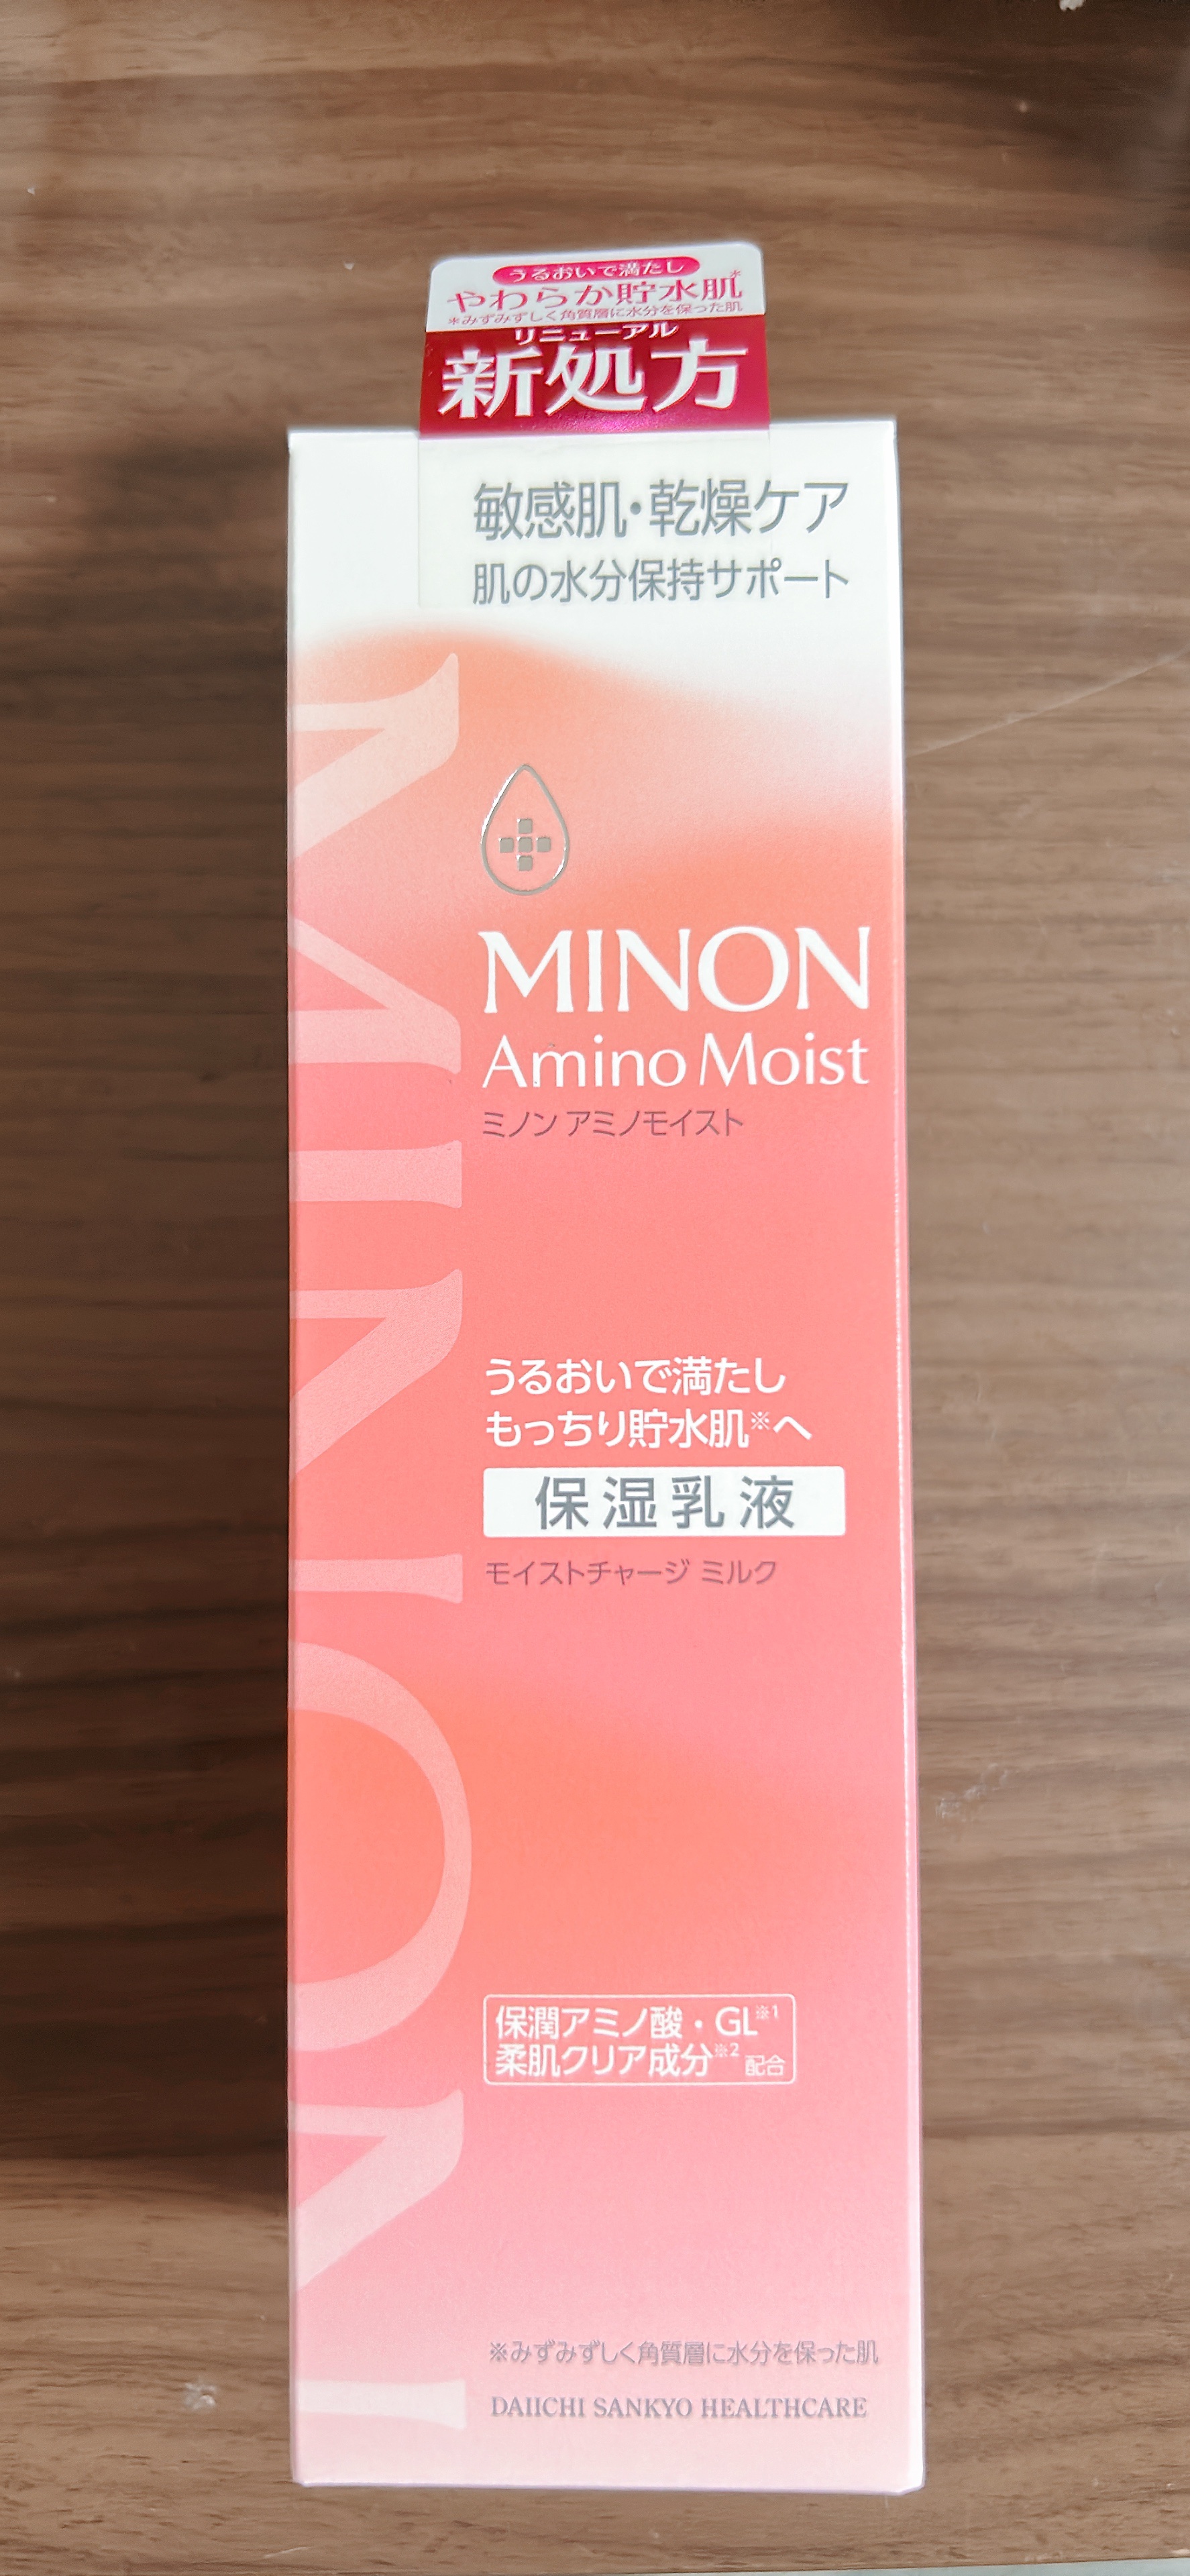 うるおいで満たし
やわらか貯水肌*
*みずみずしく角質層に水分を保った肌
リニューアル
新処方
敏感肌・乾燥ケア
肌の水分保持サポート
MINON
MINON
Amino Moist
ミノン アミノモイスト
うるおいで満たし
もっちり貯水肌※へ
保湿乳液
モイストチャージ ミルク
保潤アミノ酸・GL※1
柔肌クリア成分※2 配合
※みずみずしく角質層に水分を保った肌
DAIICHI SANKYO HEALTHCARE